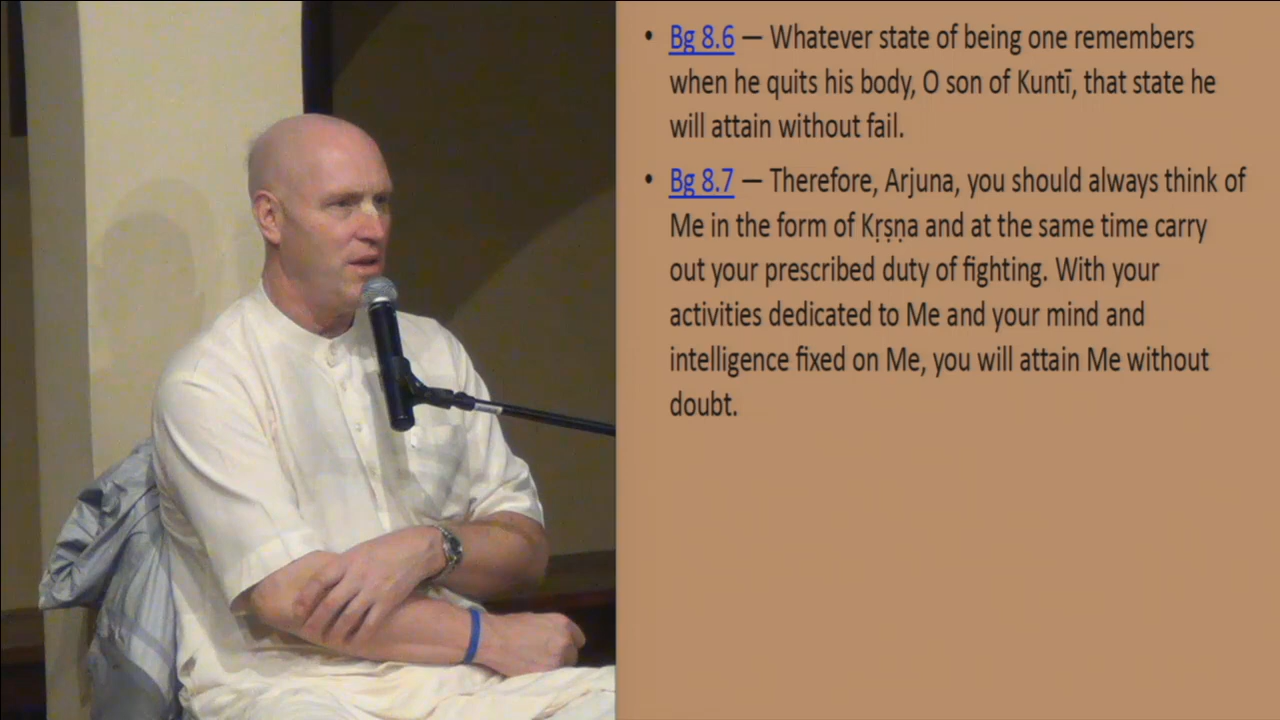 • Bg 8.6 — Whatever state of being one remembers
when he quits his body, O son of Kuntī, that state he
will attain without fail.
• Bg 8.7 — Therefore, Arjuna, you should always think of
Me in the form of Kṛṣṇa and at the same time carry
out your prescribed duty of fighting. With your
activities dedicated to Me and your mind and
intelligence fixed on Me, you will attain Me without
doubt.